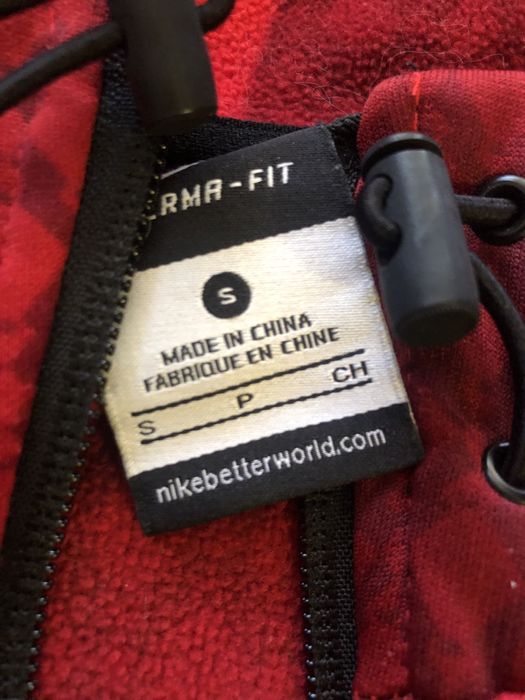 RMA-FIT
S
MADE IN CHINA
FABRIQUE EN CHINE
S P CH
nikebetterworld.com